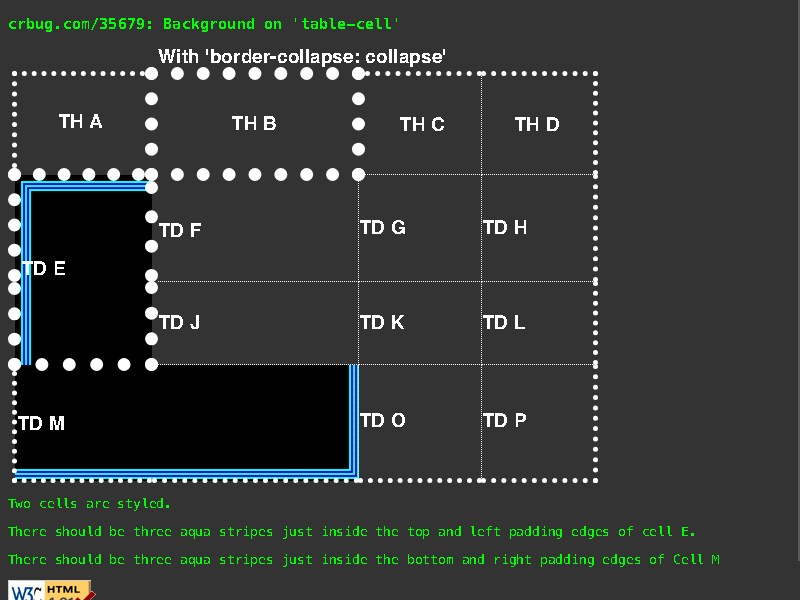 crbug.com/35679: Background on 'table-cell'
With 'border-collapse: collapse'
TH A TH B TH C TH D
TD E TD F TD G TD H
TD J TD K TD L
TD M TD O TD P
Two cells are styled.
There should be three aqua stripes just inside the top and left padding edges of cell E.
There should be three aqua stripes just inside the bottom and right padding edges of Cell M
W3C HTML